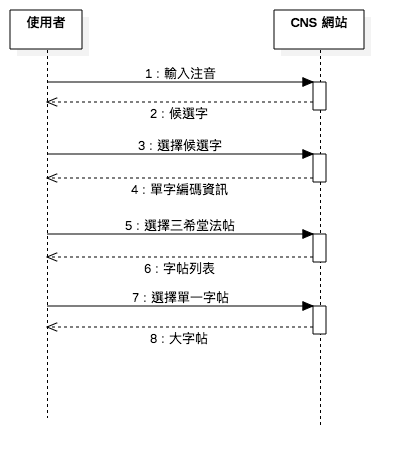 使用者
CNS 網站
1 : 輸入注音
2 : 候選字
3 : 選擇候選字
4 : 單字編碼資訊
5 : 選擇三希堂法帖
6 : 字帖列表
7 : 選擇單一字帖
8 : 大字帖